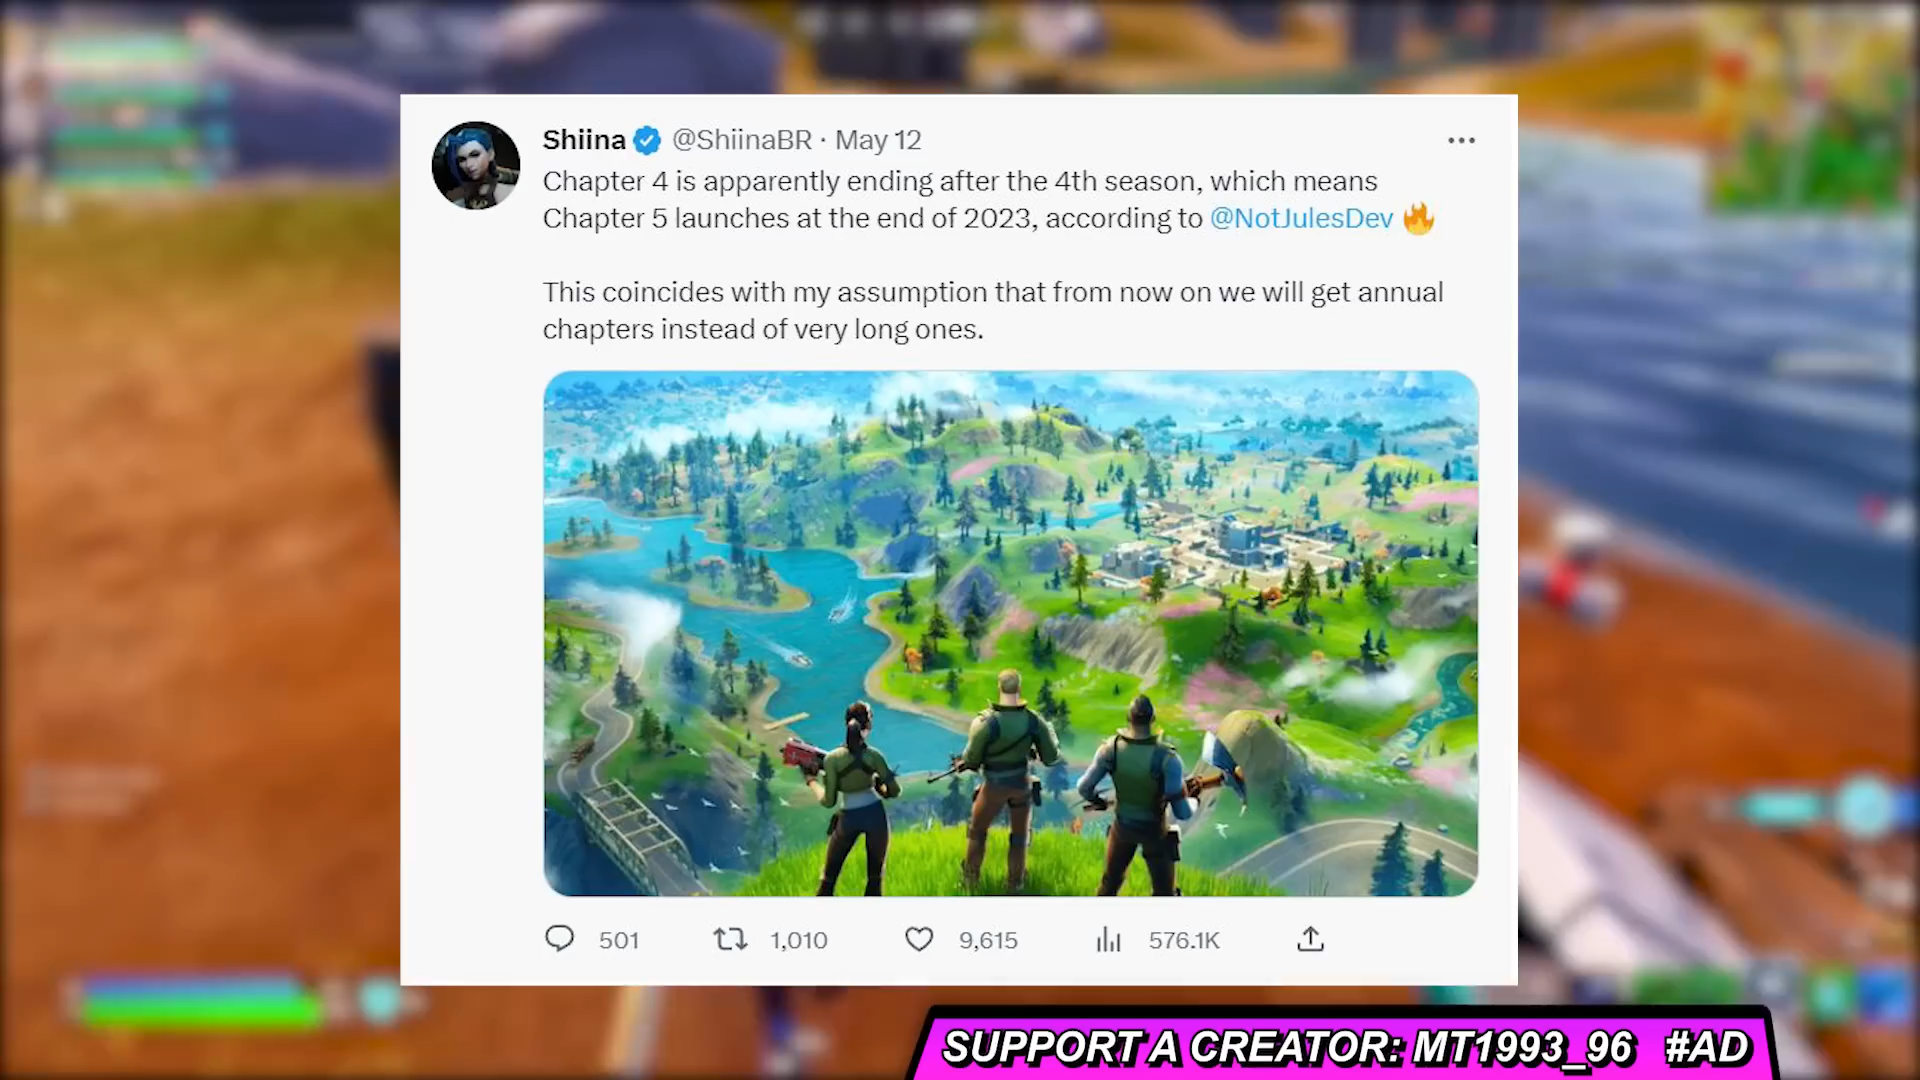 Shiina @ShiinaBR · May 12
Chapter 4 is apparently ending after the 4th season, which means
Chapter 5 launches at the end of 2023, according to @NotJulesDev 🔥
This coincides with my assumption that from now on we will get annual
chapters instead of very long ones.
501 1,010 9,615 576.1K
SUPPORT A CREATOR: MT1993_96 #AD